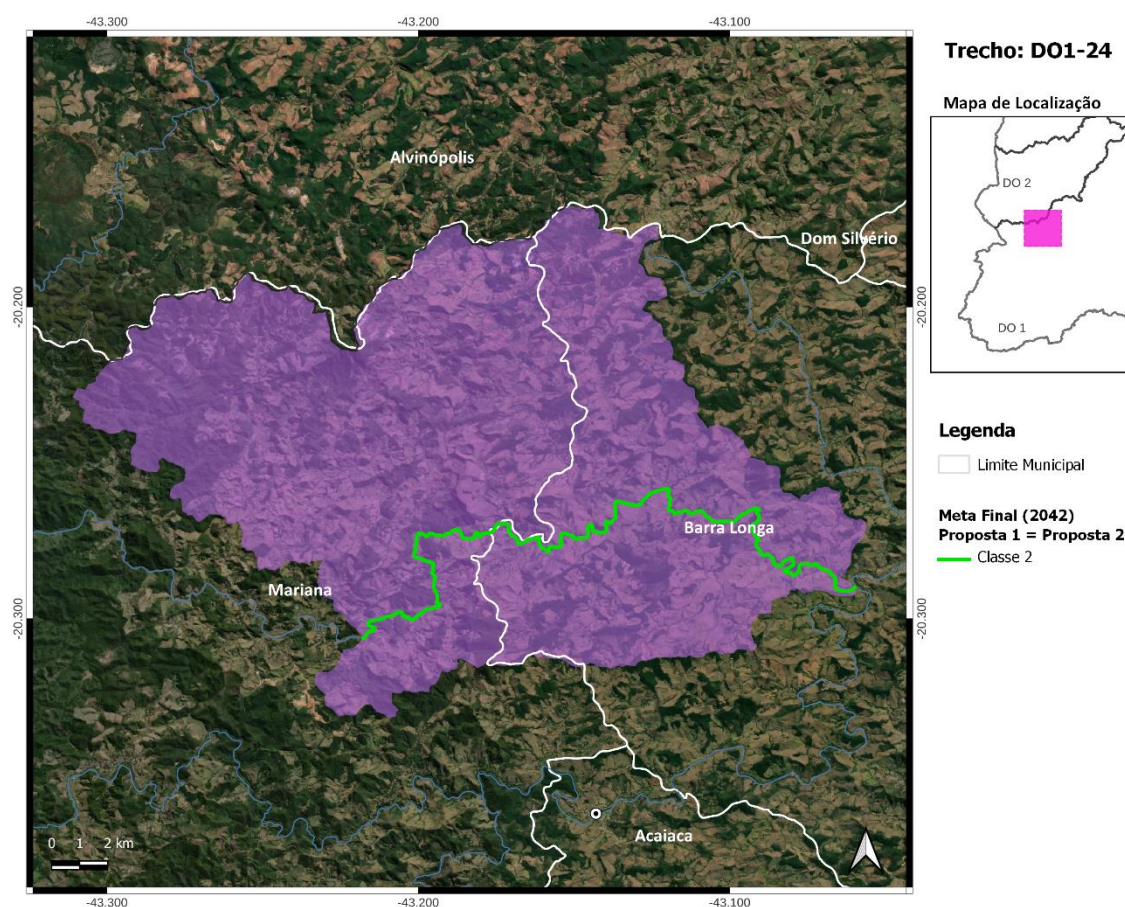 -43.300
-43.200
-43.100
Trecho: DO1-24
Mapa de Localização
DO 2
DO 1
Alvinópolis
Dom Silvério
-20.200
-20.200
Legenda
Limite Municipal
Meta Final (2042)
Proposta 1 = Proposta 2
Classe 2
Barra Longa
Mariana
-20.300
-20.300
Acaiaca
0 1 2 km
-43.300
-43.200
-43.100